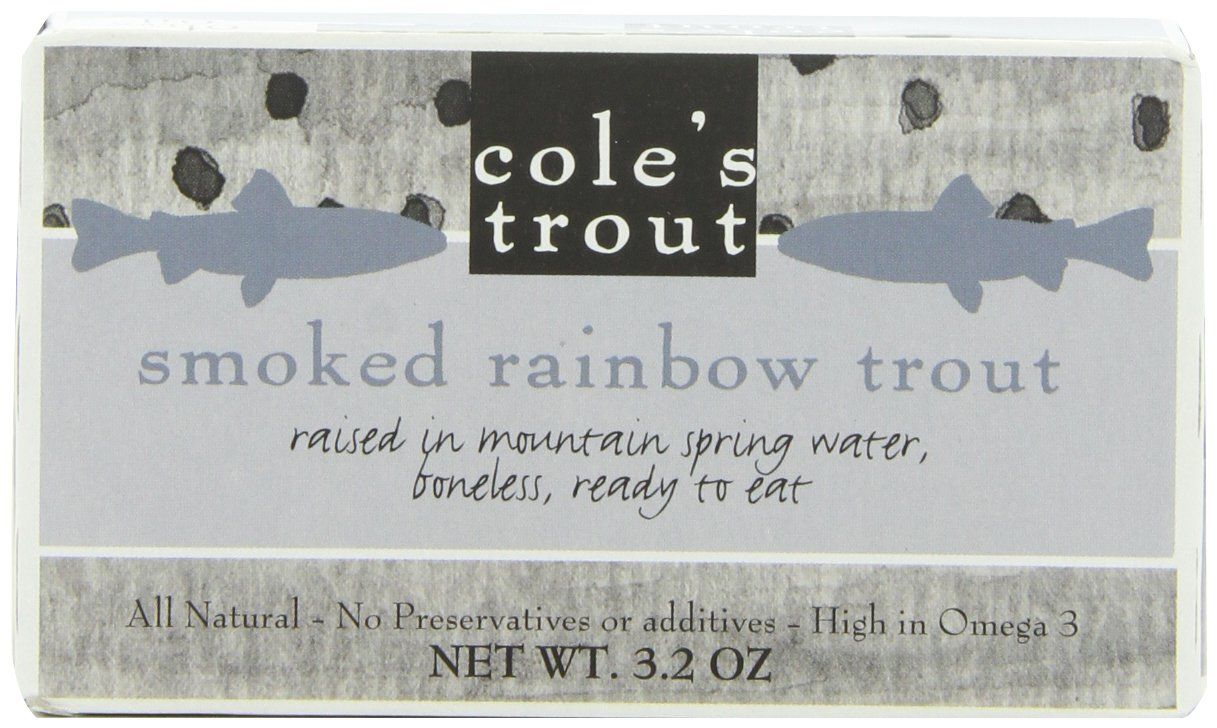 cole's
trout
smoked rainbow trout
raised in mountain spring water,
boneless, ready to eat
All Natural - No Preservatives or additives - High in Omega 3
NET WT. 3.2 OZ